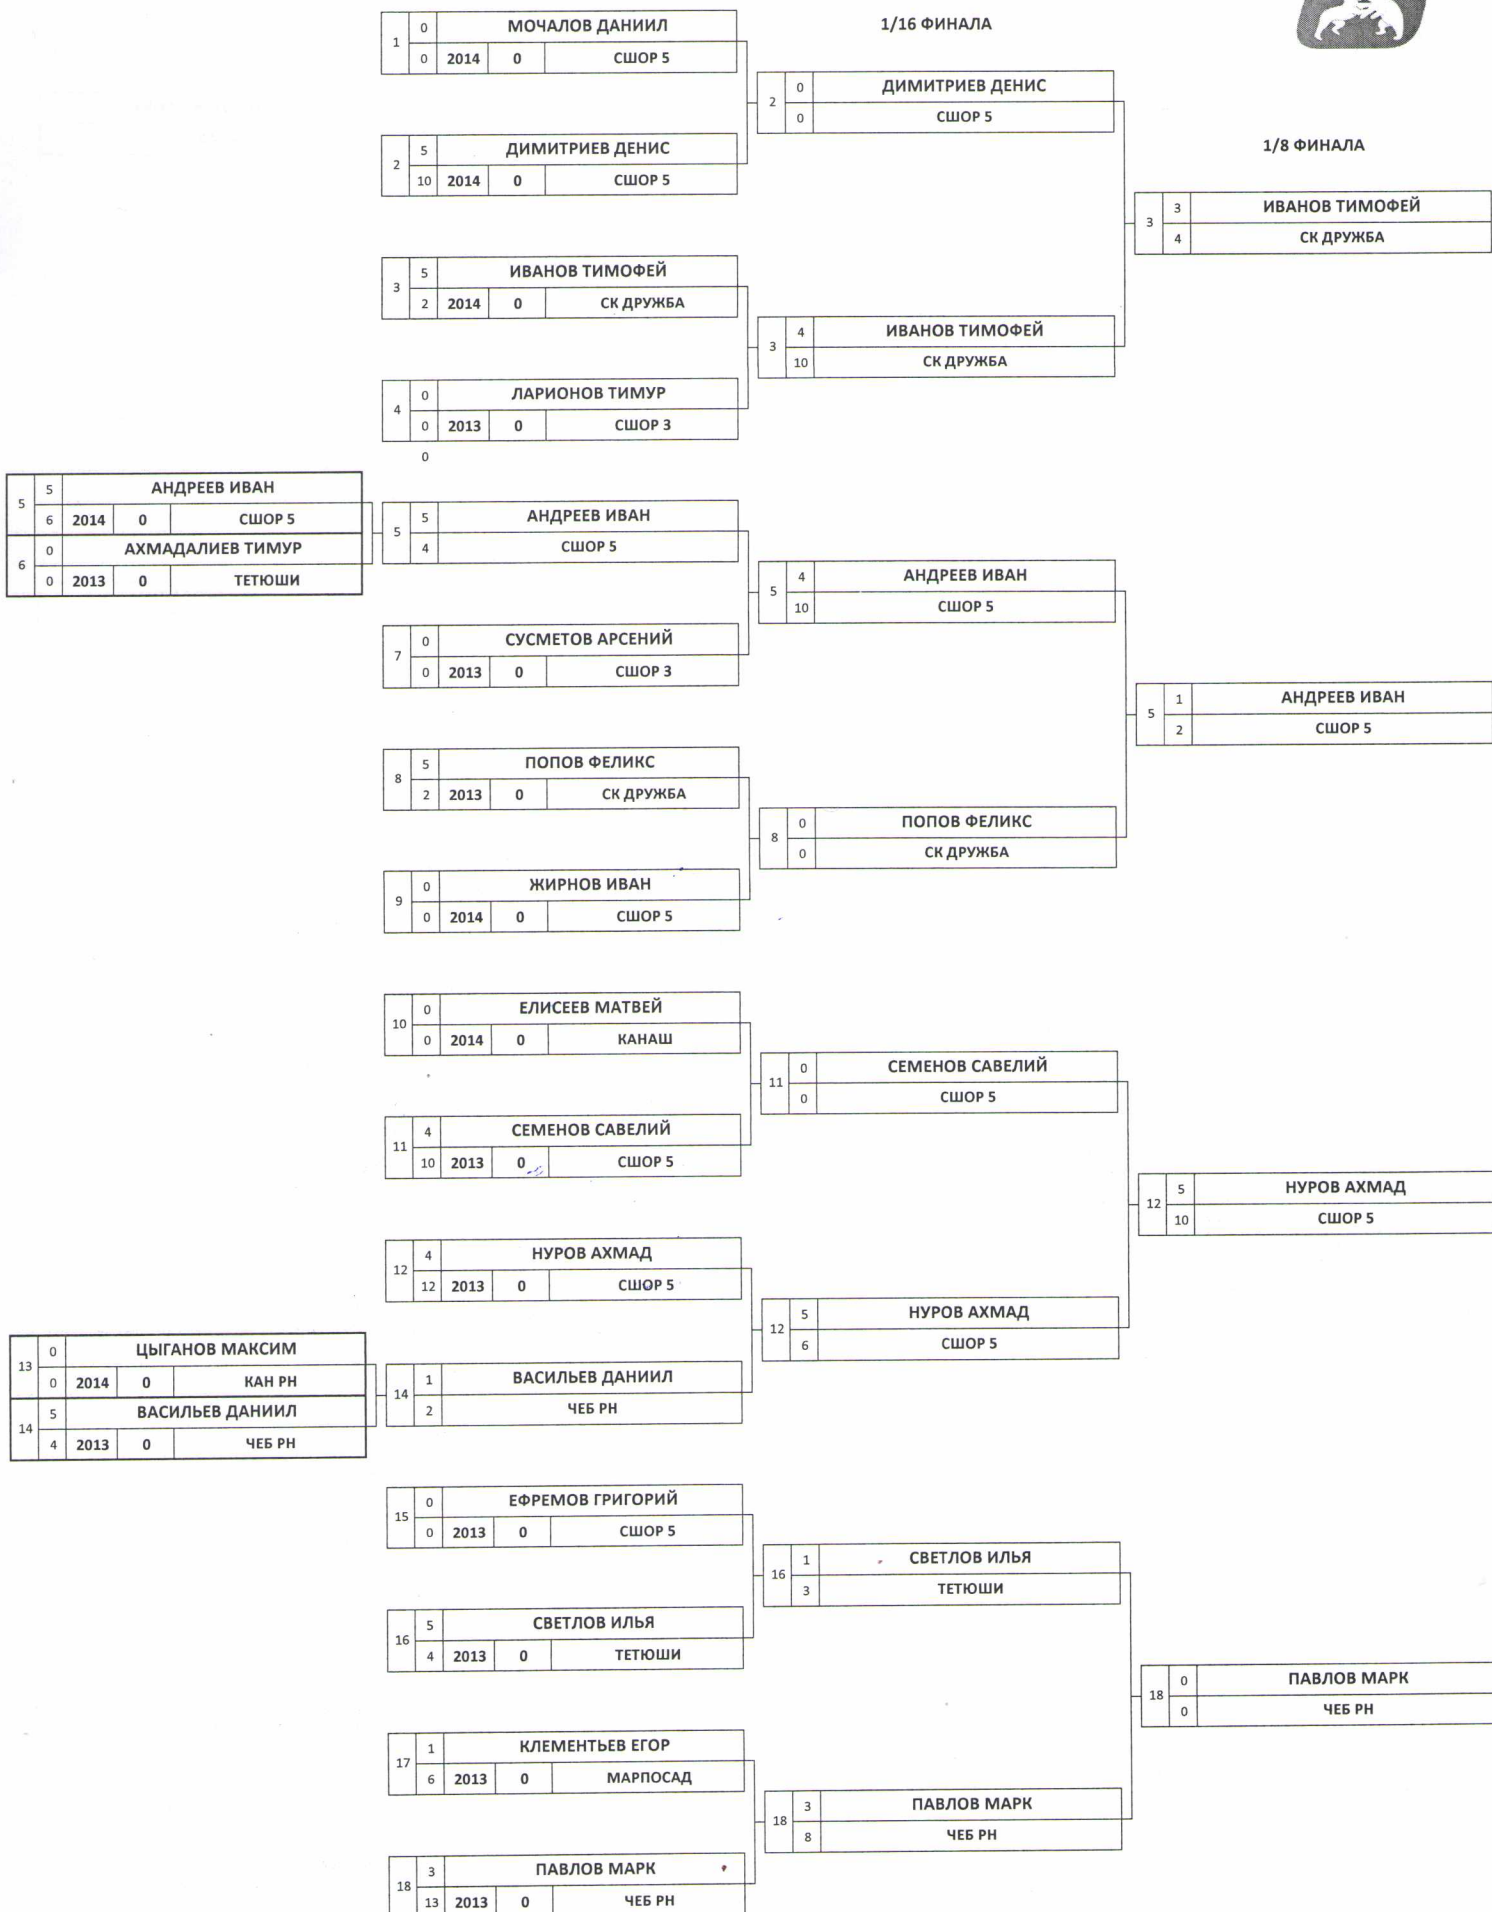 0 МОЧАЛОВ ДАНИИЛ
1
0 2014 0 СШОР 5
1/16 ФИНАЛА
0 ДИМИТРИЕВ ДЕНИС
2
0 СШОР 5
5 ДИМИТРИЕВ ДЕНИС
2
10 2014 0 СШОР 5
1/8 ФИНАЛА
3 ИВАНОВ ТИМОФЕЙ
3
4 СК ДРУЖБА
5 ИВАНОВ ТИМОФЕЙ
3
2 2014 0 СК ДРУЖБА
4 ИВАНОВ ТИМОФЕЙ
3
10 СК ДРУЖБА
0 ЛАРИОНОВ ТИМУР
4
0 2013 0 СШОР 3
0
5 АНДРЕЕВ ИВАН
5
6 2014 0 СШОР 5
0 АХМАДАЛИЕВ ТИМУР
6
0 2013 0 ТЕТЮШИ
5 АНДРЕЕВ ИВАН
5
4 СШОР 5
4 АНДРЕЕВ ИВАН
5
10 СШОР 5
0 СУСМЕТОВ АРСЕНИЙ
7
0 2013 0 СШОР 3
1 АНДРЕЕВ ИВАН
5
2 СШОР 5
5 ПОПОВ ФЕЛИКС
8
2 2013 0 СК ДРУЖБА
0 ПОПОВ ФЕЛИКС
8
0 СК ДРУЖБА
0 ЖИРНОВ ИВАН
9
0 2014 0 СШОР 5
0 ЕЛИСЕЕВ МАТВЕЙ
10
0 2014 0 КАНАШ
0 СЕМЕНОВ САВЕЛИЙ
11
0 СШОР 5
4 СЕМЕНОВ САВЕЛИЙ
11
10 2013 0 СШОР 5
5 НУРОВ АХМАД
12
10 СШОР 5
4 НУРОВ АХМАД
12
12 2013 0 СШОР 5
5 НУРОВ АХМАД
12
6 СШОР 5
0 ЦЫГАНОВ МАКСИМ
13
0 2014 0 КАН РН
5 ВАСИЛЬЕВ ДАНИИЛ
14
4 2013 0 ЧЕБ РН
1 ВАСИЛЬЕВ ДАНИИЛ
14
2 ЧЕБ РН
0 ЕФРЕМОВ ГРИГОРИЙ
15
0 2013 0 СШОР 5
1 СВЕТЛОВ ИЛЬЯ
16
3 ТЕТЮШИ
5 СВЕТЛОВ ИЛЬЯ
16
4 2013 0 ТЕТЮШИ
0 ПАВЛОВ МАРК
18
0 ЧЕБ РН
1 КЛЕМЕНТЬЕВ ЕГОР
17
6 2013 0 МАРПОСАД
3 ПАВЛОВ МАРК
18
8 ЧЕБ РН
3 ПАВЛОВ МАРК
18
13 2013 0 ЧЕБ РН